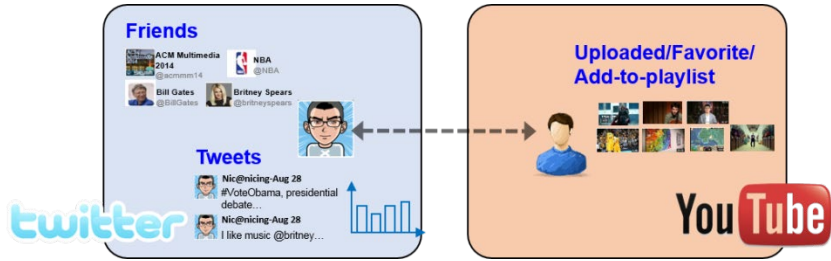 Friends
ACM Multimedia
2014
@acmmm14
NBA
@NBA
Bill Gates
@BillGates
Britney Spears
@britneyspears
Tweets
Nic@nicing-Aug 28
#VoteObama, presidential
debate...
Nic@nicing-Aug 28
I like music @britney...
twitter
Uploaded/Favorite/
Add-to-playlist
YouTube